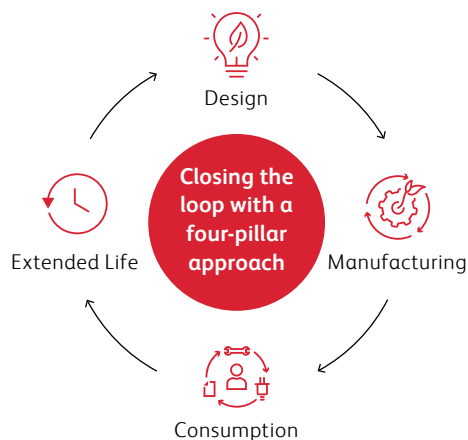 Design
Closing the
loop with a
four-pillar
approach
Extended Life
Manufacturing
Consumption